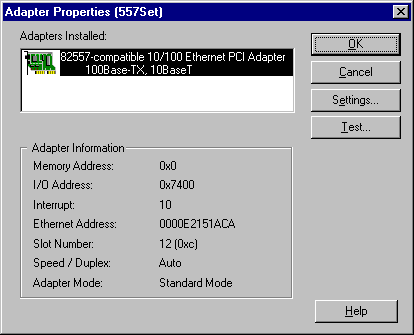 Adapter Properties (557Set)
Adapters Installed:
82557-compatible 10/100 Ethernet PCI Adapter
100Base-TX, 10BaseT
OK
Cancel
Settings...
Test...
Adapter Information
Memory Address: 0x0
I/O Address: 0x7400
Interrupt: 10
Ethernet Address: 0000E2151ACA
Slot Number: 12 (0xc)
Speed / Duplex: Auto
Adapter Mode: Standard Mode
Help